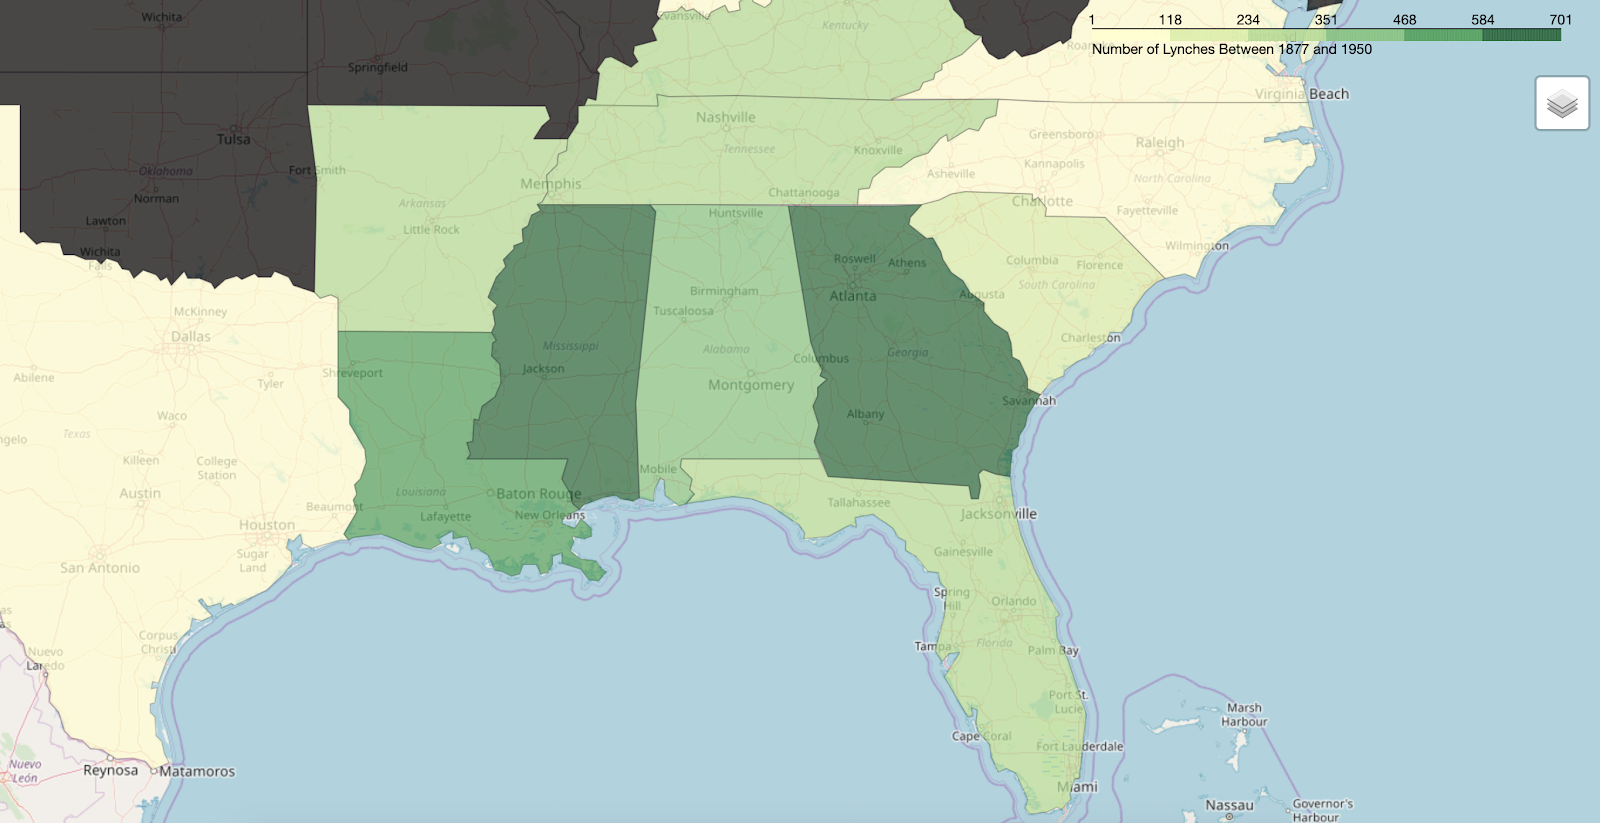 1 118 234 351 468 584 701
Number of Lynches Between 1877 and 1950
Wichita
Evansville
Kentucky
Springfield
Virginia Beach
Tulsa
Nashville
Greensboro
Raleigh
Tennessee
Knoxville
Kannapolis
Oklahoma
Fort Smith
Asheville
North Carolina
Norman
Memphis
Chattanooga
Arkansas
Charlotte
Fayetteville
Lawton
Little Rock
Huntsville
Wilmington
Wichita
Falls
Roswell
Athens
Columbia
Florence
South Carolina
Birmingham
Atlanta
Augusta
McKinney
Tuscaloosa
Dallas
Charleston
Mississippi
Alabama
Columbus
Georgia
Abilene
Tyler
Shreveport
Jackson
Montgomery
Savannah
Waco
Albany
Texas
ngelo
Killeen
College
Station
Mobile
Austin
Louisiana
Baton Rouge
Beaumont
Lafayette
New Orleans
Tallahassee
Jacksonville
Houston
Sugar
Land
San Antonio
Gainesville
Spring
Hill
Orlando
Corpus
Christi
Tampa
Florida
Palm Bay
Nuevo
Laredo
Port St.
Lucie
Marsh
Harbour
Cape Coral
Fort Lauderdale
Nuevo
León
Reynosa
Matamoros
Miami
Nassau
Governor's
Harbour